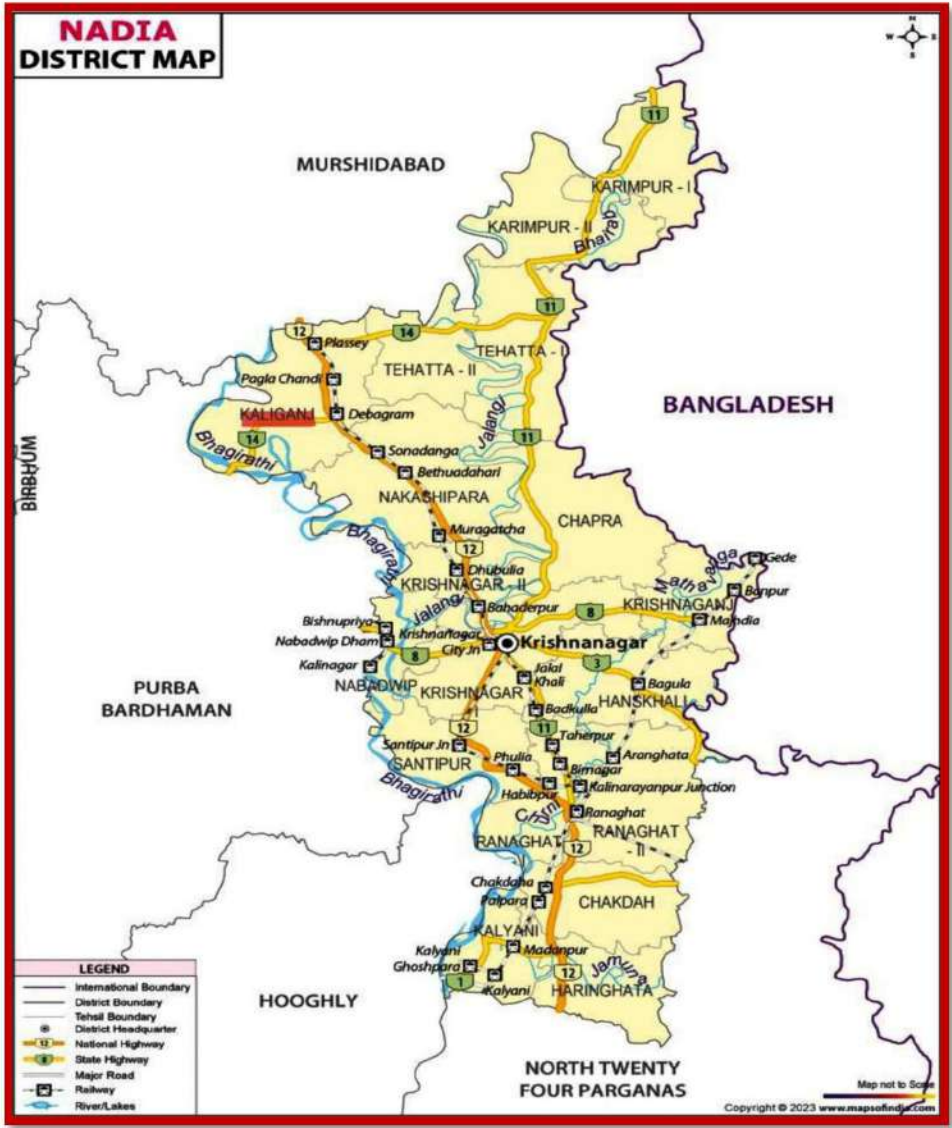 NADIA
DISTRICT MAP
N
W
E
S
MURSHIDABAD
11
KARIMPUR - I
KARIMPUR - II
Bhairab
12
14
11
Plassey
TEHATTA - I
TEHATTA - II
Pagla Chandi
BANGLADESH
KALIGANJ
Debagram
Jalangi
14
11
Bhagirathi
Sonadanga
BIRBHUM
Bethuadahari
NAKASHIPARA
CHAPRA
Muragatcha
Bhagirathi
12
Mathavanga
Gede
Dhubulia
KRISHNAGAR - II
Banpur
Jalangi
Bahaderpur
8
KRISHNAGANJ
Majdia
Bishnupriya
Krishnanagar
City Jn
Krishnanagar
Nabadwip Dham
8
3
Kalinagar
Jalal
Khali
PURBA
BARDHAMAN
NABADWIP
KRISHNAGAR
- I
Bagula
HANSKHALI
Badkulla
12
11
Santipur Jn
Taherpur
Phulia
Aranghata
SANTIPUR
Birnagar
Bhagirathi
Habibpur
Kalinarayanpur Junction
Churni
Ranaghat
RANAGHAT
- I
RANAGHAT
- II
12
Chakdaha
Palpara
CHAKDAH
KALYANI
Kalyani
Ghoshpara
Madanpur
1
Kalyani
12
Jamuna
HARINGHATA
HOOGHLY
NORTH TWENTY
FOUR PARGANAS
LEGEND
International Boundary
District Boundary
Tehsil Boundary
District Headquarter
12 National Highway
8 State Highway
Major Road
Railway
River/Lakes
Map not to Scale
Copyright © 2023 www.mapsofindia.com